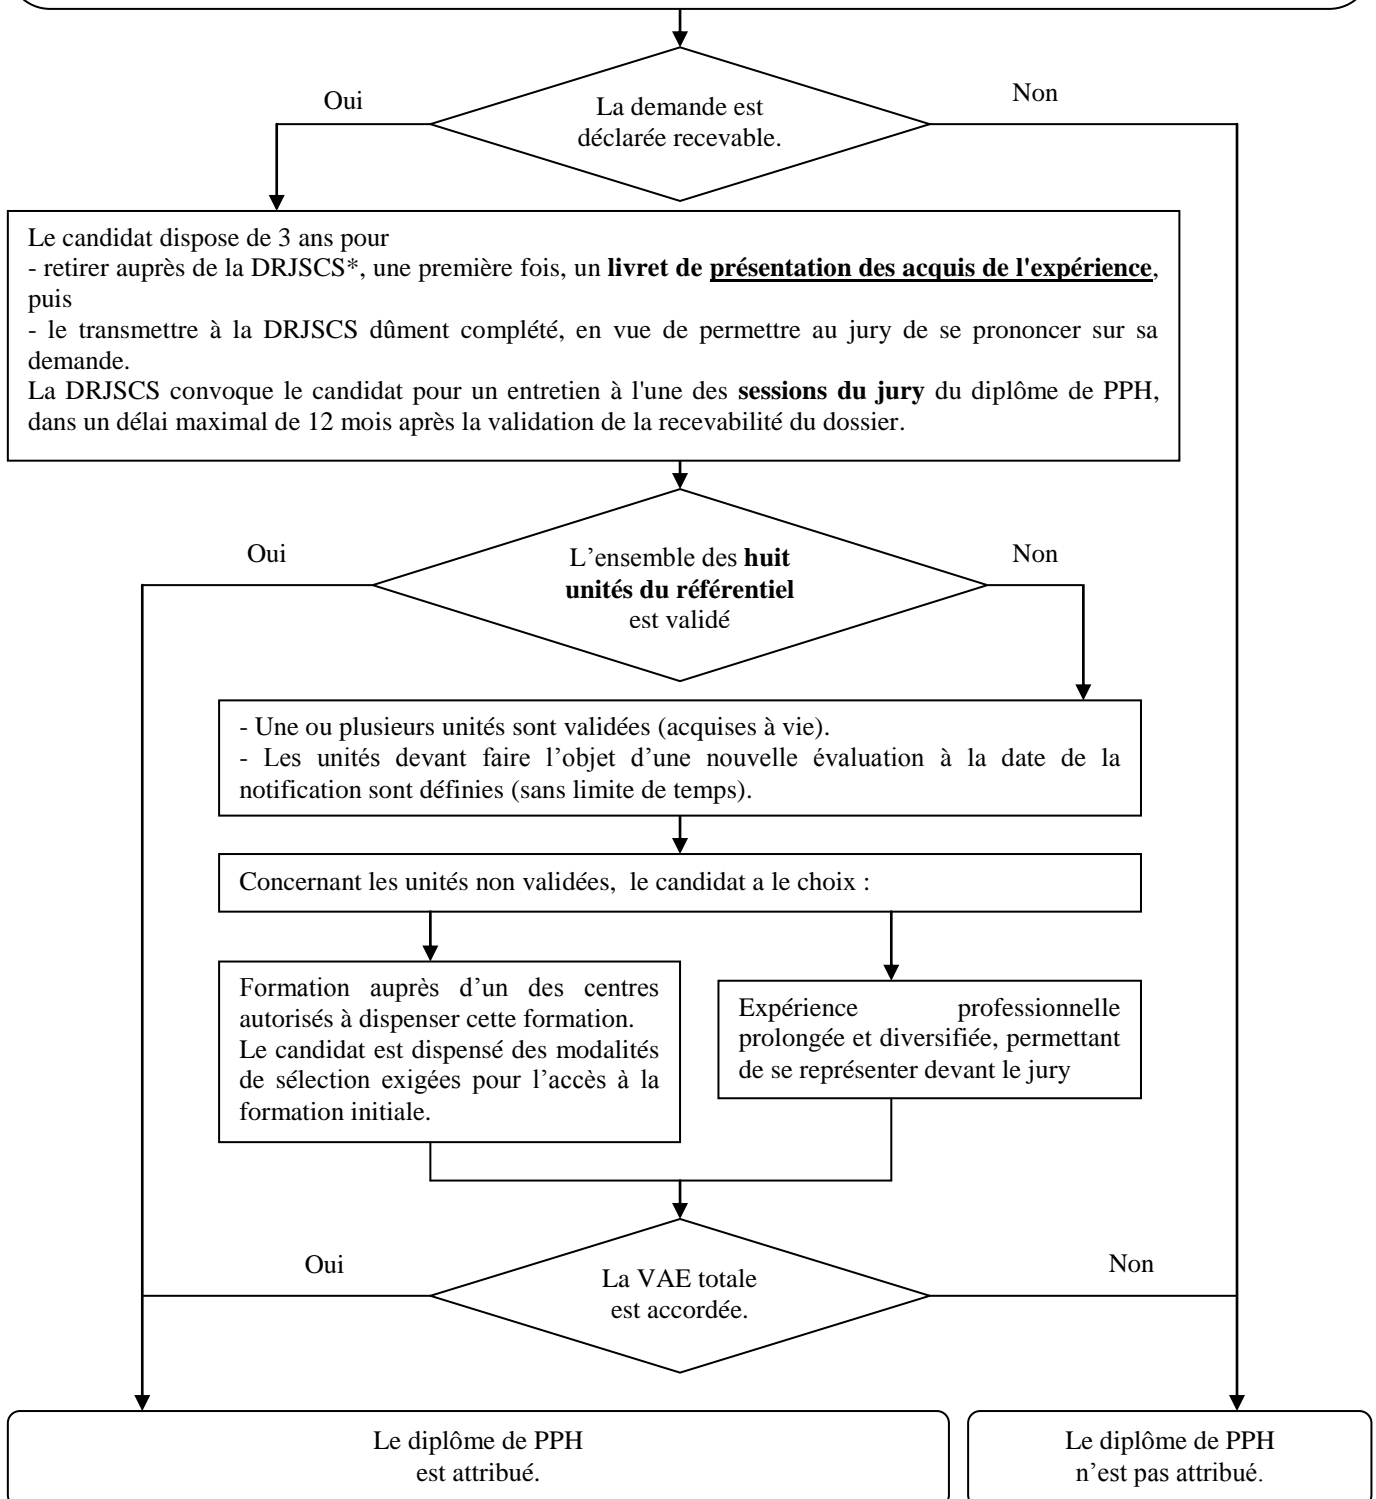 Oui
Non
La demande est
déclarée recevable.
Le candidat dispose de 3 ans pour
- retirer auprès de la DRJSCS*, une première fois, un livret de présentation des acquis de l'expérience,
puis
- le transmettre à la DRJSCS dûment complété, en vue de permettre au jury de se prononcer sur sa
demande.
La DRJSCS convoque le candidat pour un entretien à l'une des sessions du jury du diplôme de PPH,
dans un délai maximal de 12 mois après la validation de la recevabilité du dossier.
Oui
Non
L’ensemble des huit
unités du référentiel
est validé
- Une ou plusieurs unités sont validées (acquises à vie).
- Les unités devant faire l’objet d’une nouvelle évaluation à la date de la
notification sont définies (sans limite de temps).
Concernant les unités non validées, le candidat a le choix :
Formation auprès d’un des centres
autorisés à dispenser cette formation.
Le candidat est dispensé des modalités
de sélection exigées pour l’accès à la
formation initiale.
Expérience professionnelle
prolongée et diversifiée, permettant
de se représenter devant le jury
Oui
Non
La VAE totale
est accordée.
Le diplôme de PPH
est attribué.
Le diplôme de PPH
n’est pas attribué.